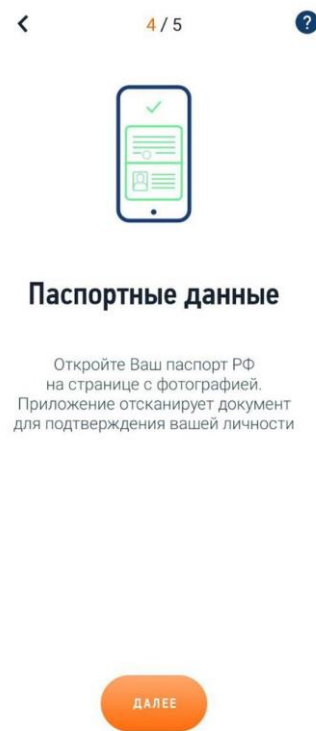 4 / 5
?
Паспортные данные
Откройте Ваш паспорт РФ
на странице с фотографией.
Приложение отсканирует документ
для подтверждения вашей личности
ДАЛЕЕ